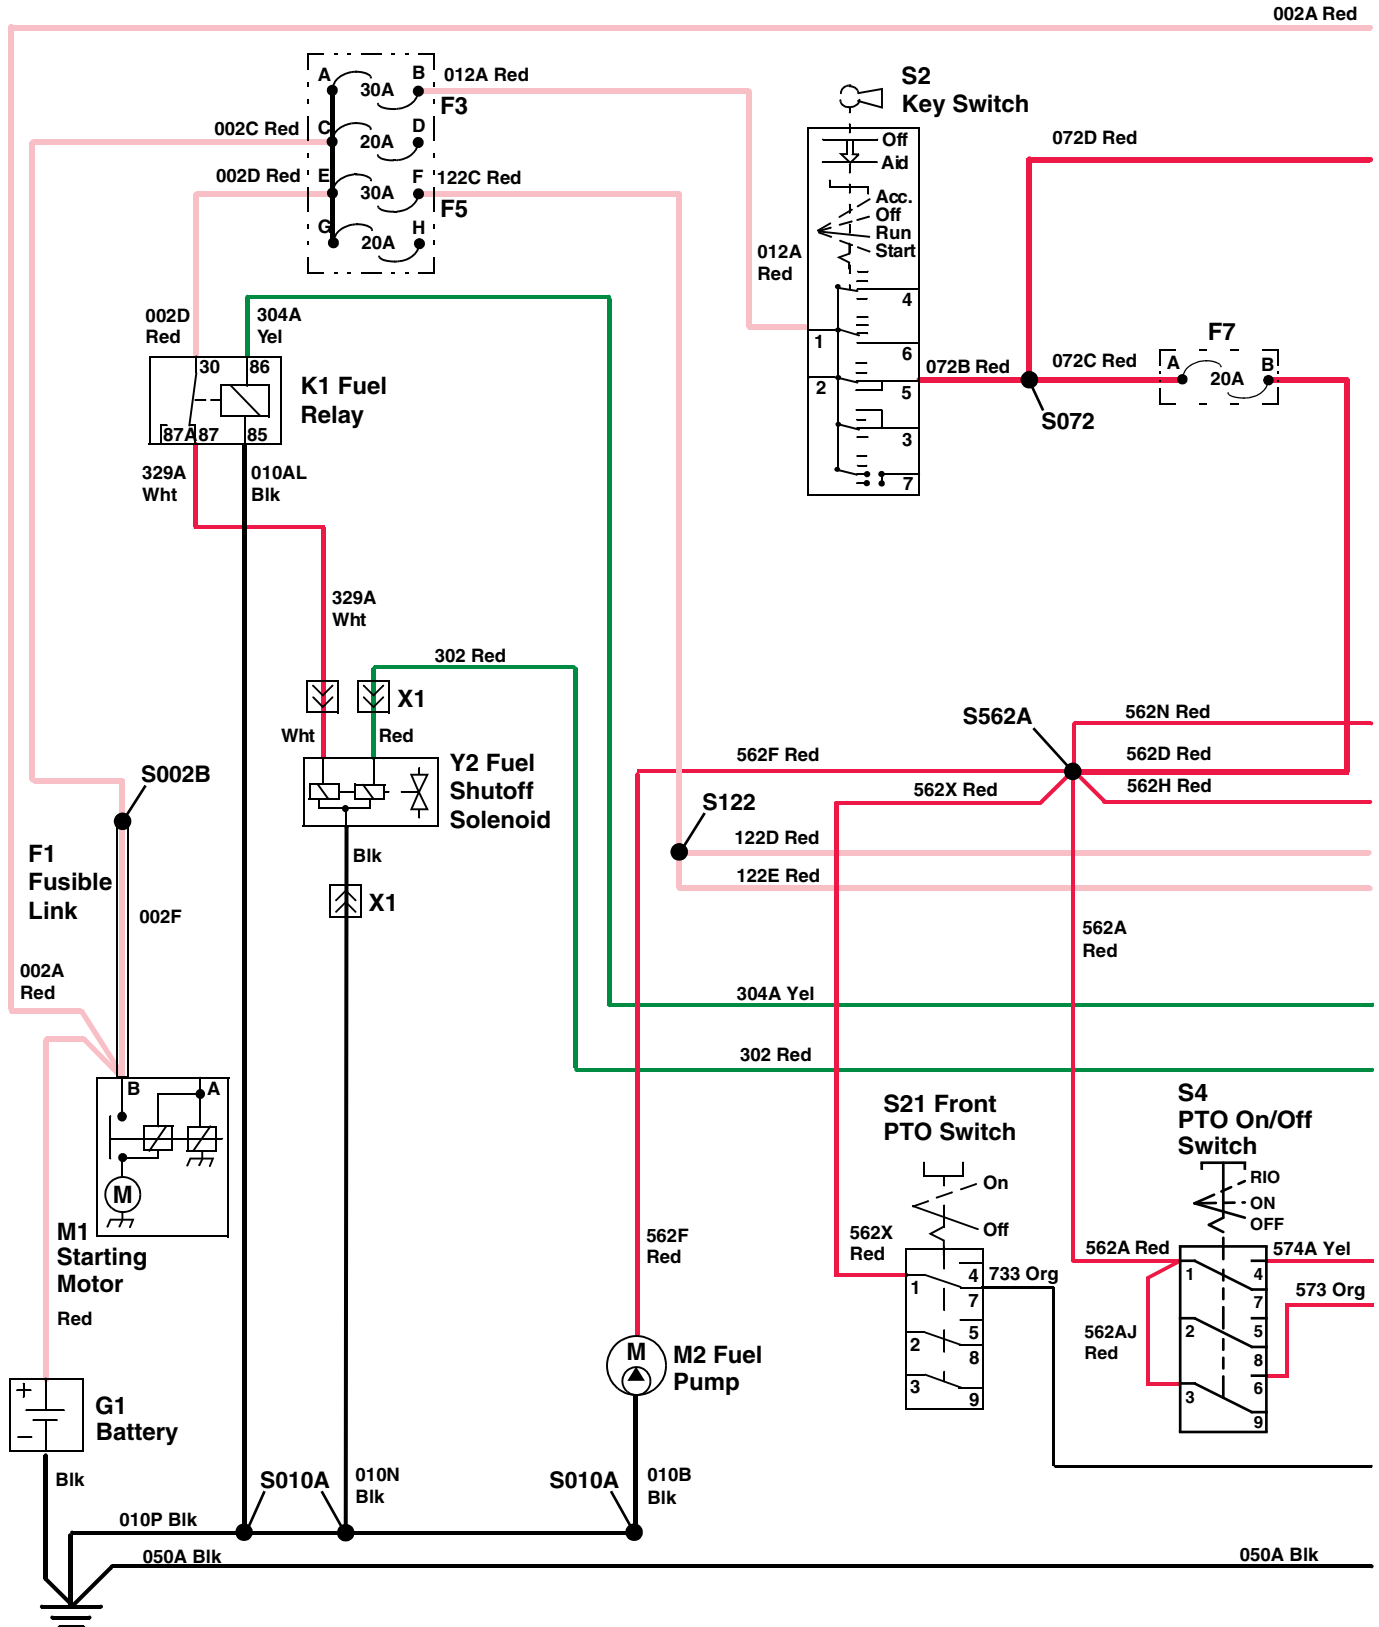 002A Red
A
30A
B
012A Red
F3
002C Red
C
20A
D
002D Red
E
30A
F
122C Red
F5
G
20A
H
S2
Key Switch
Off
Aid
Acc.
Off
Run
Start
012A
Red
4
1
6
2
5
3
7
072B Red
072D Red
072C Red
S072
F7
A
20A
B
002D
Red
304A
Yel
30
86
87A
87
85
K1 Fuel
Relay
329A
Wht
010AL
Blk
329A
Wht
302 Red
X1
Wht
Red
Y2 Fuel
Shutoff
Solenoid
Blk
X1
S002B
F1
Fusible
Link
002F
002A
Red
S562A
562N Red
562F Red
562D Red
562X Red
562H Red
S122
122D Red
122E Red
562A
Red
304A Yel
302 Red
B
A
M
M1
Starting
Motor
Red
+
−
G1
Battery
Blk
S21 Front
PTO Switch
On
Off
562X
Red
1
4
7
2
5
8
3
9
733 Org
S4
PTO On/Off
Switch
RIO
ON
OFF
562A Red
574A Yel
1
4
7
573 Org
2
5
8
562AJ
Red
3
6
9
562F
Red
M
M2 Fuel
Pump
S010A
010N
Blk
S010A
010B
Blk
010P Blk
050A Blk
050A Blk